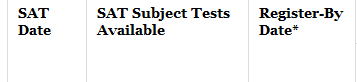 SAT SAT Subject Tests Register-By
Date Available Date*